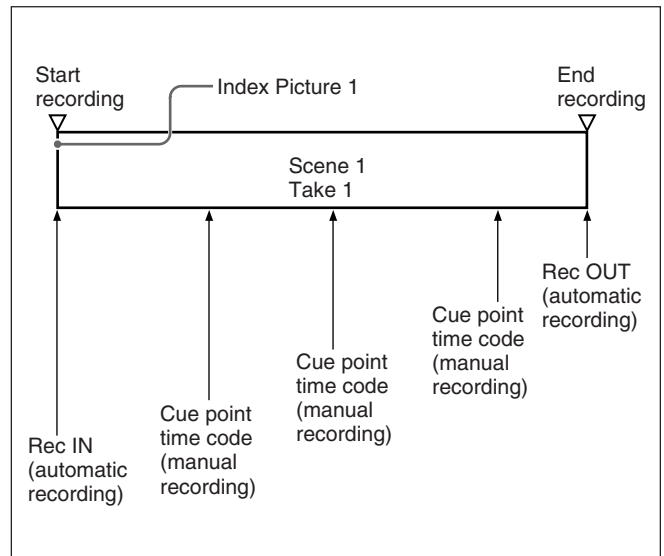 Start
recording
Index Picture 1
End
recording
Scene 1
Take 1
Rec IN
(automatic
recording)
Cue point
time code
(manual
recording)
Cue point
time code
(manual
recording)
Cue point
time code
(manual
recording)
Rec OUT
(automatic
recording)